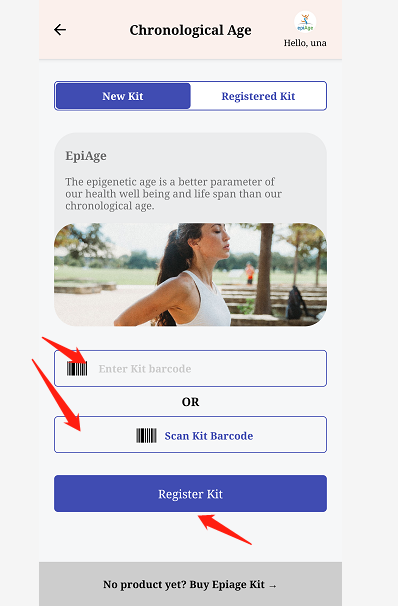 Chronological Age
epiAge
Hello, una
New Kit
Registered Kit
EpiAge
The epigenetic age is a better parameter of
our health well being and life span than our
chronological age.
Enter Kit barcode
OR
Scan Kit Barcode
Register Kit
No product yet? Buy Epiage Kit →